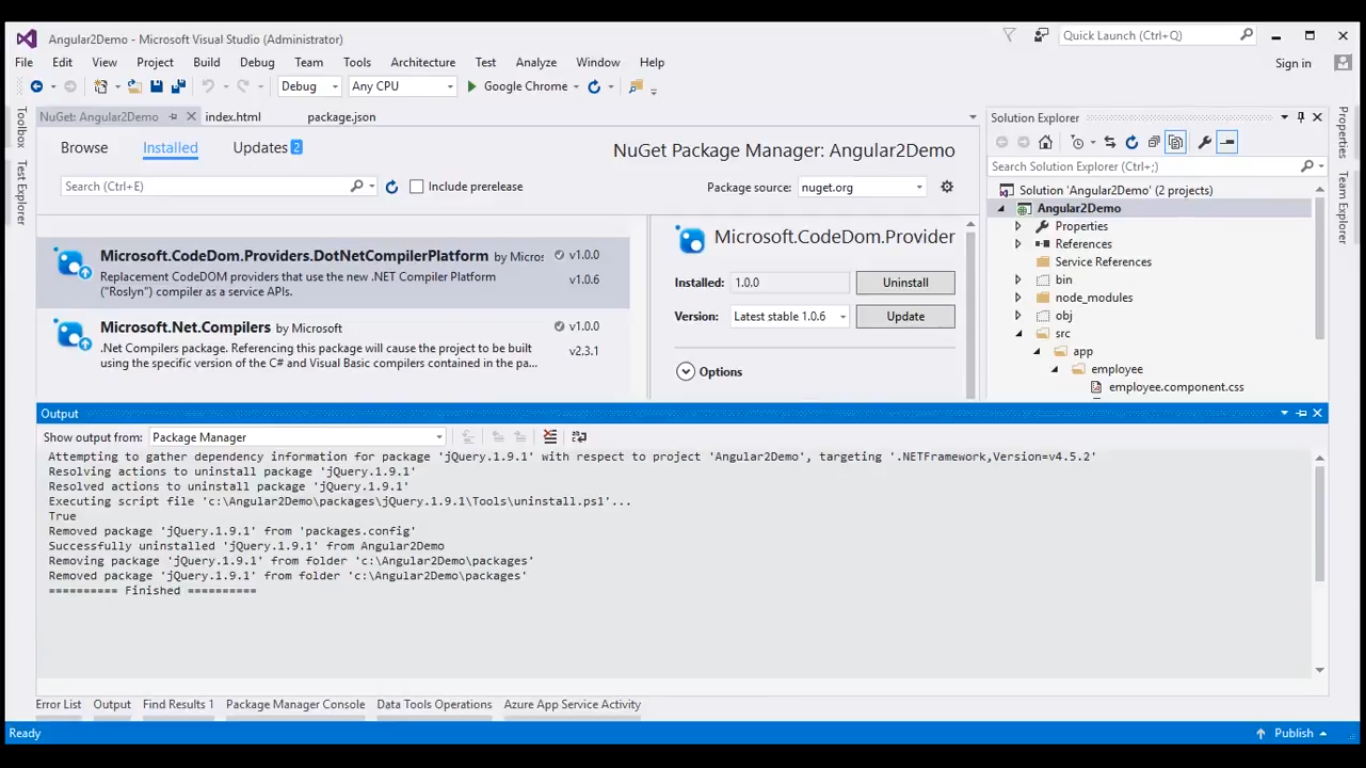 Angular2Demo - Microsoft Visual Studio (Administrator)
Quick Launch (Ctrl+Q)
File Edit View Project Build Debug Team Tools Architecture Test Analyze Window Help
Sign in
Debug Any CPU Google Chrome
NuGet: Angular2Demo index.html package.json
Toolbox
Test Explorer
Browse Installed Updates 2
NuGet Package Manager: Angular2Demo
Search (Ctrl+E) Include prerelease
Package source: nuget.org
Microsoft.CodeDom.Providers.DotNetCompilerPlatform by Micros v1.0.0
Replacement CodeDOM providers that use the new .NET Compiler Platform v1.0.6
("Roslyn") compiler as a service APIs.
Microsoft.Net.Compilers by Microsoft v1.0.0
.Net Compilers package. Referencing this package will cause the project to be built v2.3.1
using the specific version of the C# and Visual Basic compilers contained in the pa...
Microsoft.CodeDom.Provider
Installed: 1.0.0 Uninstall
Version: Latest stable 1.0.6 Update
Options
Solution Explorer
Search Solution Explorer (Ctrl+;)
Solution 'Angular2Demo' (2 projects)
Angular2Demo
Properties
References
Service References
bin
node_modules
obj
src
app
employee
employee.component.css
Properties
Team Explorer
Output
Show output from: Package Manager
Attempting to gather dependency information for package 'jQuery.1.9.1' with respect to project 'Angular2Demo', targeting '.NETFramework,Version=v4.5.2'
Resolving actions to uninstall package 'jQuery.1.9.1'
Resolved actions to uninstall package 'jQuery.1.9.1'
Executing script file 'c:\Angular2Demo\packages\jQuery.1.9.1\Tools\uninstall.ps1'...
True
Removed package 'jQuery.1.9.1' from 'packages.config'
Successfully uninstalled 'jQuery.1.9.1' from Angular2Demo
Removing package 'jQuery.1.9.1' from folder 'c:\Angular2Demo\packages'
Removed package 'jQuery.1.9.1' from folder 'c:\Angular2Demo\packages'
========== Finished ==========
Error List Output Find Results 1 Package Manager Console Data Tools Operations Azure App Service Activity
Ready
Publish